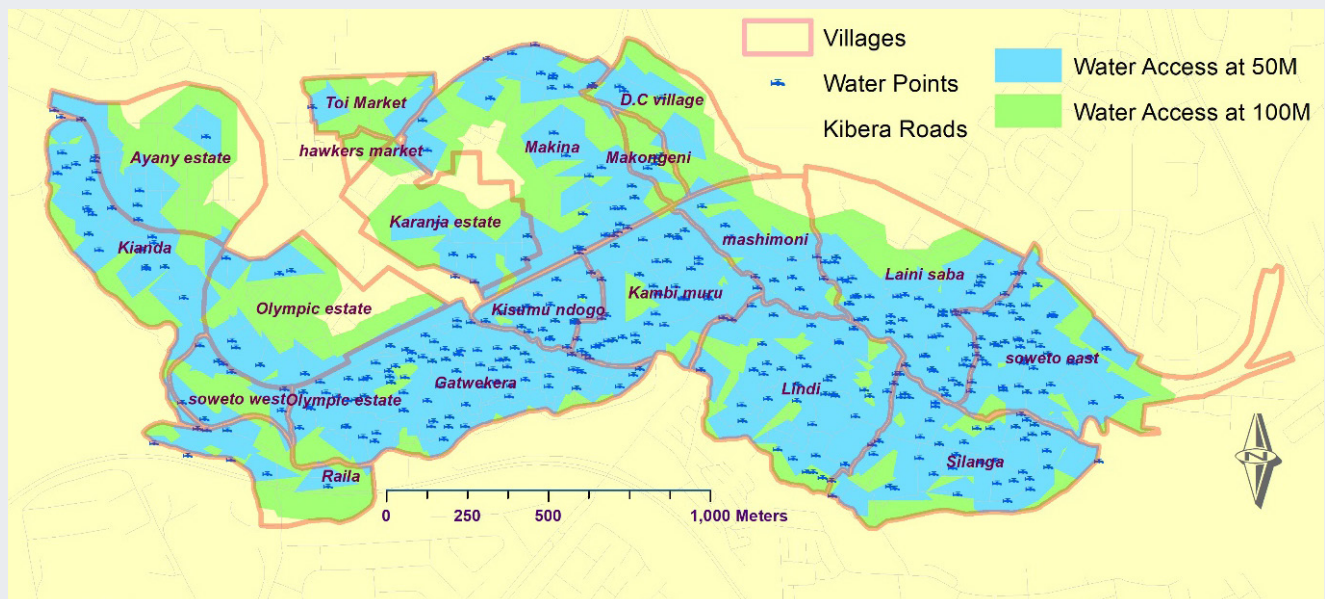 Villages
Water Points
Kibera Roads
Water Access at 50M
Water Access at 100M
Toi Market
D.C village
hawkers market
Makina
Ayany estate
Makongeni
Karanja estate
Kianda
mashimoni
Laini saba
Kambi muru
Olympic estate
Kisumu ndogo
soweto east
Gatwekera
Lindi
soweto west
Olympic estate
Silanga
Raila
N
0 250 500 1,000 Meters